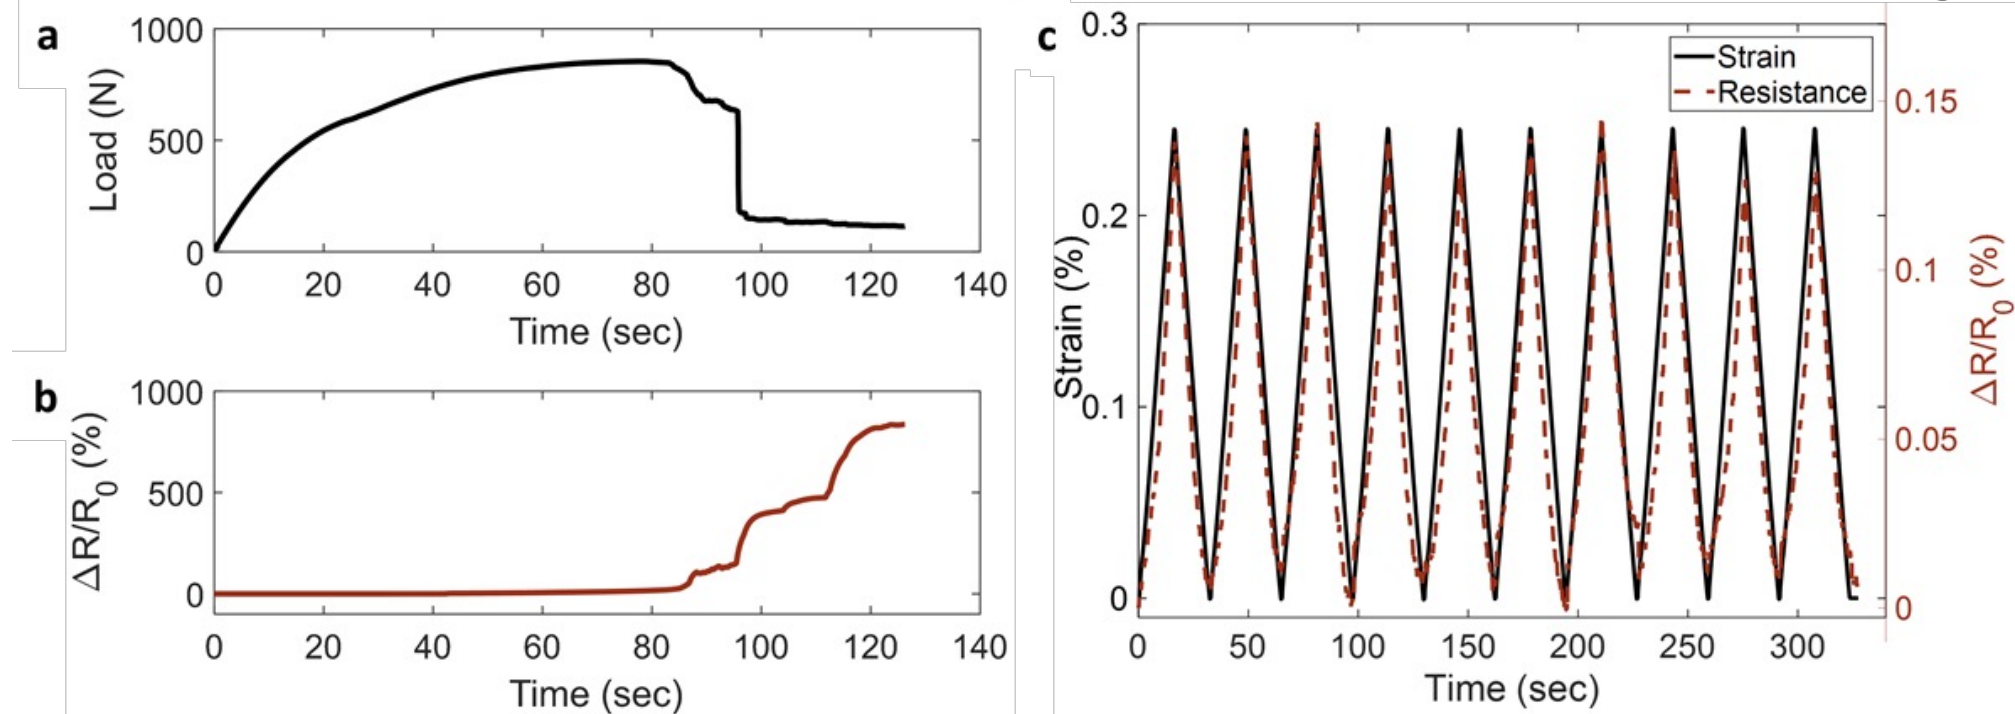 a
1000
500
0
Load (N)
0 20 40 60 80 100 120 140
Time (sec)
b
1000
500
0
ΔR/R0 (%)
0 20 40 60 80 100 120 140
Time (sec)
c
0.3
0.2
0.1
0
Strain (%)
Strain
Resistance
0.15
0.1
0.05
0
ΔR/R0 (%)
0 50 100 150 200 250 300
Time (sec)